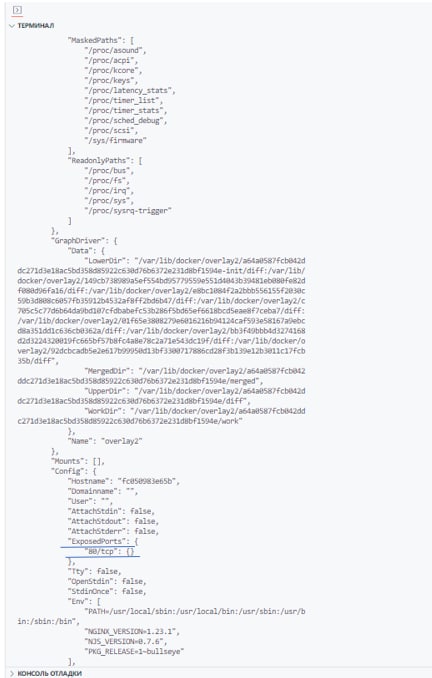 ТЕРМИНАЛ
"MaskedPaths": [
"/proc/asound",
"/proc/acpi",
"/proc/kcore",
"/proc/keys",
"/proc/latency_stats",
"/proc/timer_list",
"/proc/timer_stats",
"/proc/sched_debug",
"/proc/scsi",
"/sys/firmware"
],
"ReadonlyPaths": [
"/proc/bus",
"/proc/fs",
"/proc/irq",
"/proc/sys",
"/proc/sysrq-trigger"
]
},
"GraphDriver": {
"Data": {
"LowerDir": "/var/lib/docker/overlay2/a64a0587fcb042d
dc271d3e18ac5bd358d85922c630d76b6372e231d8bf1594e-init/diff:/var/lib/
docker/overlay2/149cb738989a5ef554bd95779559e551d4043b39481eb080fe82d
f080d96fa16/diff:/var/lib/docker/overlay2/e8bc1084f2a2bbb556155f2030c
59b3d808c6057fb35912b4532af8ff2bd6b47/diff:/var/lib/docker/overlay2/c
705c5c77d6b64da9bd107cfdbabefc53b286f5bd65ef6618bcd5eae8f7ceba7/diff:
/var/lib/docker/overlay2/01f65e3808279e6016216b94124caf593e58167a9ebc
d8a351dd1c636cb0362a/diff:/var/lib/docker/overlay2/bb3f49bbb4d3274168
d2d3224320019fc665bf57b8fc4a8e78c2a71e543dc19f/diff:/var/lib/docker/o
verlay2/92dcbcadb5e2e617b99950d13bf3300717886cd28f3b139e12b3011c17fcb
35b/diff",
"MergedDir": "/var/lib/docker/overlay2/a64a0587fcb042
ddc271d3e18ac5bd358d85922c630d76b6372e231d8bf1594e/merged",
"UpperDir": "/var/lib/docker/overlay2/a64a0587fcb042d
dc271d3e18ac5bd358d85922c630d76b6372e231d8bf1594e/diff",
"WorkDir": "/var/lib/docker/overlay2/a64a0587fcb042dd
c271d3e18ac5bd358d85922c630d76b6372e231d8bf1594e/work"
},
"Name": "overlay2"
},
"Mounts": [],
"Config": {
"Hostname": "fc050983e65b",
"Domainname": "",
"User": "",
"AttachStdin": false,
"AttachStdout": false,
"AttachStderr": false,
"ExposedPorts": {
"80/tcp": {}
},
"Tty": false,
"OpenStdin": false,
"StdinOnce": false,
"Env": [
"PATH=/usr/local/sbin:/usr/local/bin:/usr/sbin:/usr/b
in:/sbin:/bin",
"NGINX_VERSION=1.23.1",
"NJS_VERSION=0.7.6",
"PKG_RELEASE=1~bullseye"
],
КОНСОЛЬ ОТЛАДКИ